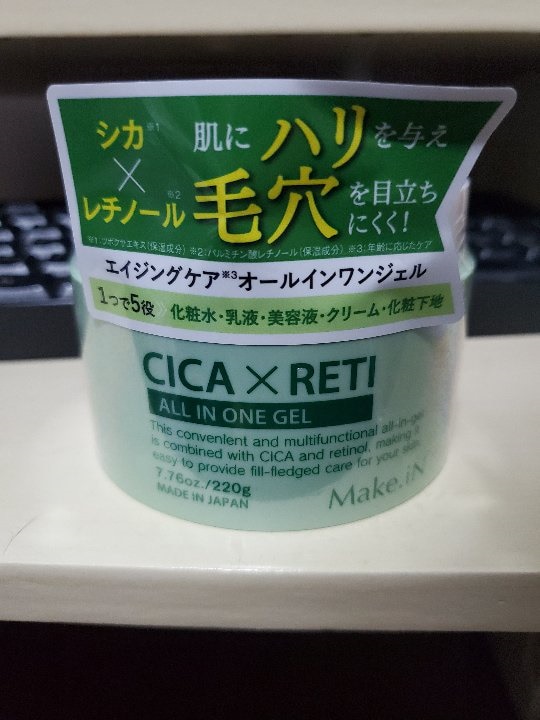 シカ※1
×
レチノール※2
肌にハリを与え
毛穴を目立ち
にくく!
※1:ツボクサエキス(保湿成分) ※2:パルミチン酸レチノール(保湿成分) ※3:年齢に応じたケア
エイジングケア※3オールインワンジェル
1つで5役 化粧水・乳液・美容液・クリーム・化粧下地
CICA × RETI
ALL IN ONE GEL
This convenient and multifunctional all-in-gel
is combined with CICA and retinol, making it
easy to provide fill-fledged care for your skin.
7.76oz./220g
MADE IN JAPAN
Make.iN